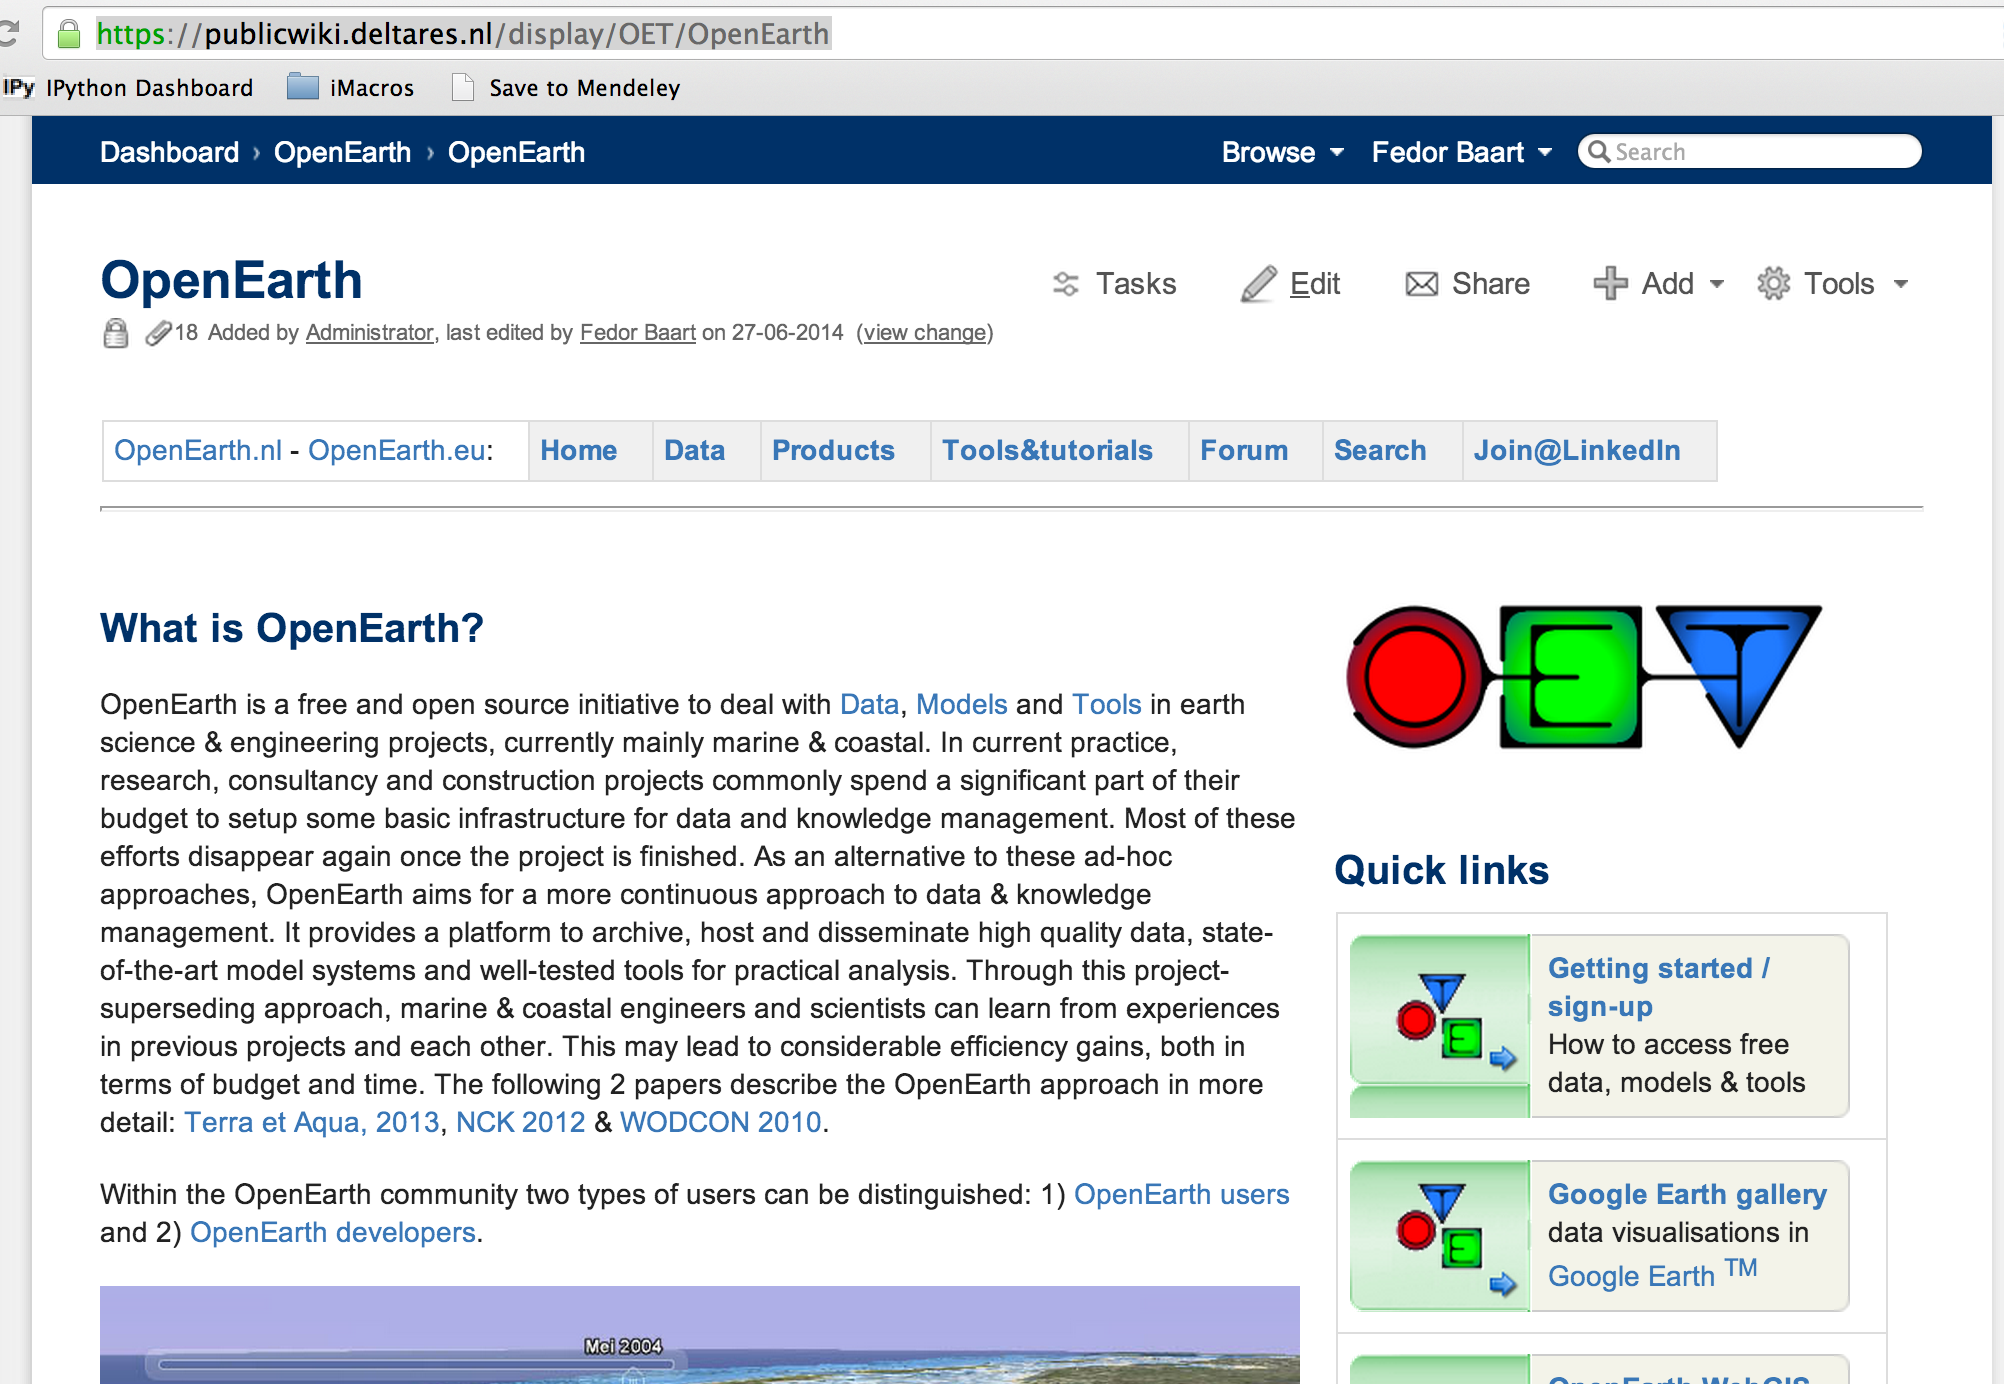 https://publicwiki.deltares.nl/display/OET/OpenEarth
IPy IPython Dashboard iMacros Save to Mendeley
Dashboard › OpenEarth › OpenEarth Browse Fedor Baart Search
OpenEarth Tasks Edit Share Add Tools
18 Added by Administrator, last edited by Fedor Baart on 27-06-2014 (view change)
OpenEarth.nl - OpenEarth.eu: Home Data Products Tools&tutorials Forum Search Join@LinkedIn
What is OpenEarth?
OpenEarth is a free and open source initiative to deal with Data, Models and Tools in earth
science & engineering projects, currently mainly marine & coastal. In current practice,
research, consultancy and construction projects commonly spend a significant part of their
budget to setup some basic infrastructure for data and knowledge management. Most of these
efforts disappear again once the project is finished. As an alternative to these ad-hoc
approaches, OpenEarth aims for a more continuous approach to data & knowledge
management. It provides a platform to archive, host and disseminate high quality data, state-
of-the-art model systems and well-tested tools for practical analysis. Through this project-
superseding approach, marine & coastal engineers and scientists can learn from experiences
in previous projects and each other. This may lead to considerable efficiency gains, both in
terms of budget and time. The following 2 papers describe the OpenEarth approach in more
detail: Terra et Aqua, 2013, NCK 2012 & WODCON 2010.
Within the OpenEarth community two types of users can be distinguished: 1) OpenEarth users
and 2) OpenEarth developers.
Mei 2004
OET
Quick links
Getting started /
sign-up
How to access free
data, models & tools
Google Earth gallery
data visualisations in
Google Earth TM
OpenEarth WebGIS